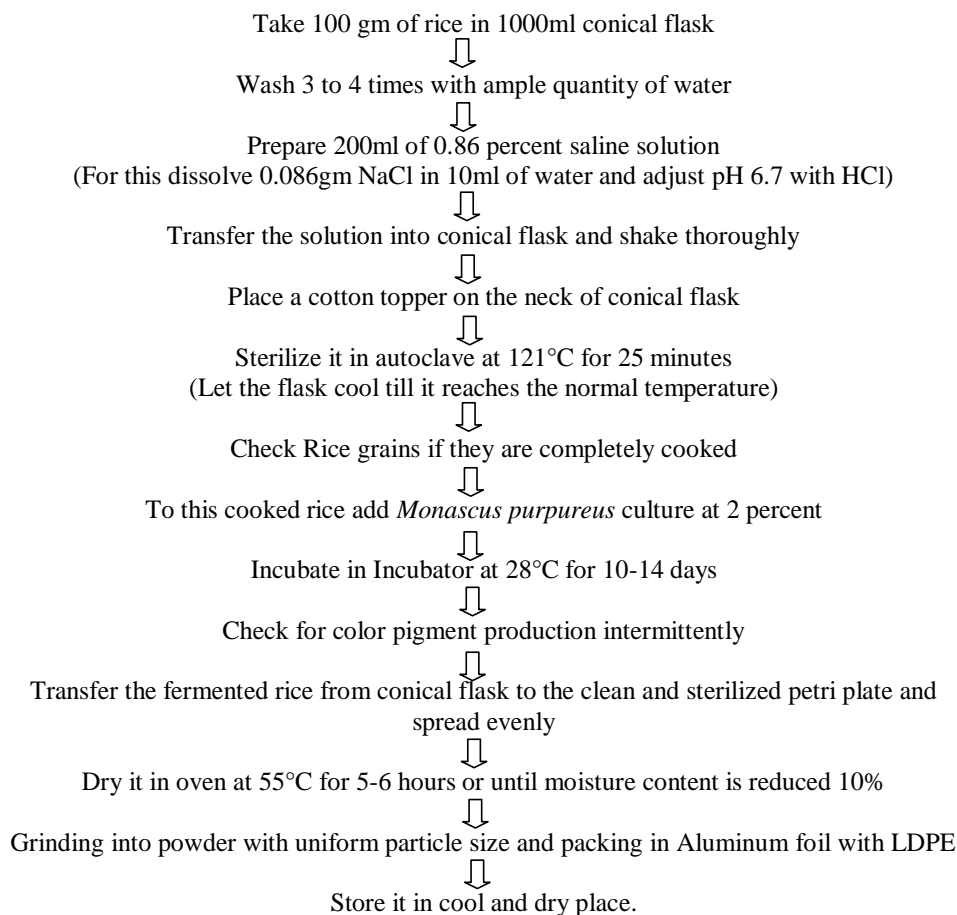 Take 100 gm of rice in 1000ml conical flask
Wash 3 to 4 times with ample quantity of water
Prepare 200ml of 0.86 percent saline solution
(For this dissolve 0.086gm NaCl in 10ml of water and adjust pH 6.7 with HCl)
Transfer the solution into conical flask and shake thoroughly
Place a cotton topper on the neck of conical flask
Sterilize it in autoclave at 121°C for 25 minutes
(Let the flask cool till it reaches the normal temperature)
Check Rice grains if they are completely cooked
To this cooked rice add Monascus purpureus culture at 2 percent
Incubate in Incubator at 28°C for 10-14 days
Check for color pigment production intermittently
Transfer the fermented rice from conical flask to the clean and sterilized petri plate and
spread evenly
Dry it in oven at 55°C for 5-6 hours or until moisture content is reduced 10%
Grinding into powder with uniform particle size and packing in Aluminum foil with LDPE
Store it in cool and dry place.